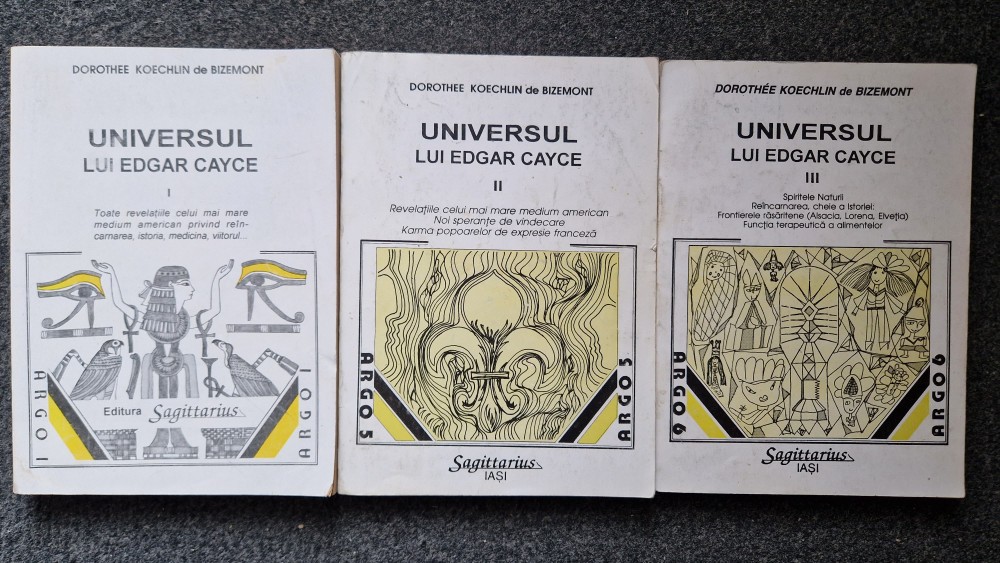 DOROTHEE KOECHLIN de BIZEMONT
UNIVERSUL
LUI EDGAR CAYCE
I
Toate revelațiile celui mai mare
medium american privind reîn-
carnarea, istoria, medicina, viitorul...
ARGO 1
ARGO 1
Editura Sagittarius
DOROTHEE KOECHLIN de BIZEMONT
UNIVERSUL
LUI EDGAR CAYCE
II
Revelațiile celui mai mare medium american
Noi speranțe de vindecare
Karma popoarelor de expresie franceză
ARGO 5
ARGO 5
Sagittarius
IAȘI
DOROTHÉE KOECHLIN de BIZEMONT
UNIVERSUL
LUI EDGAR CAYCE
III
Spiritele Naturii
Reîncarnarea, cheie a Istoriei:
Frontierele răsăritene (Alsacia, Lorena, Elveția)
Funcția terapeutică a alimentelor
ARGO 6
ARGO 6
Sagittarius
IAȘI